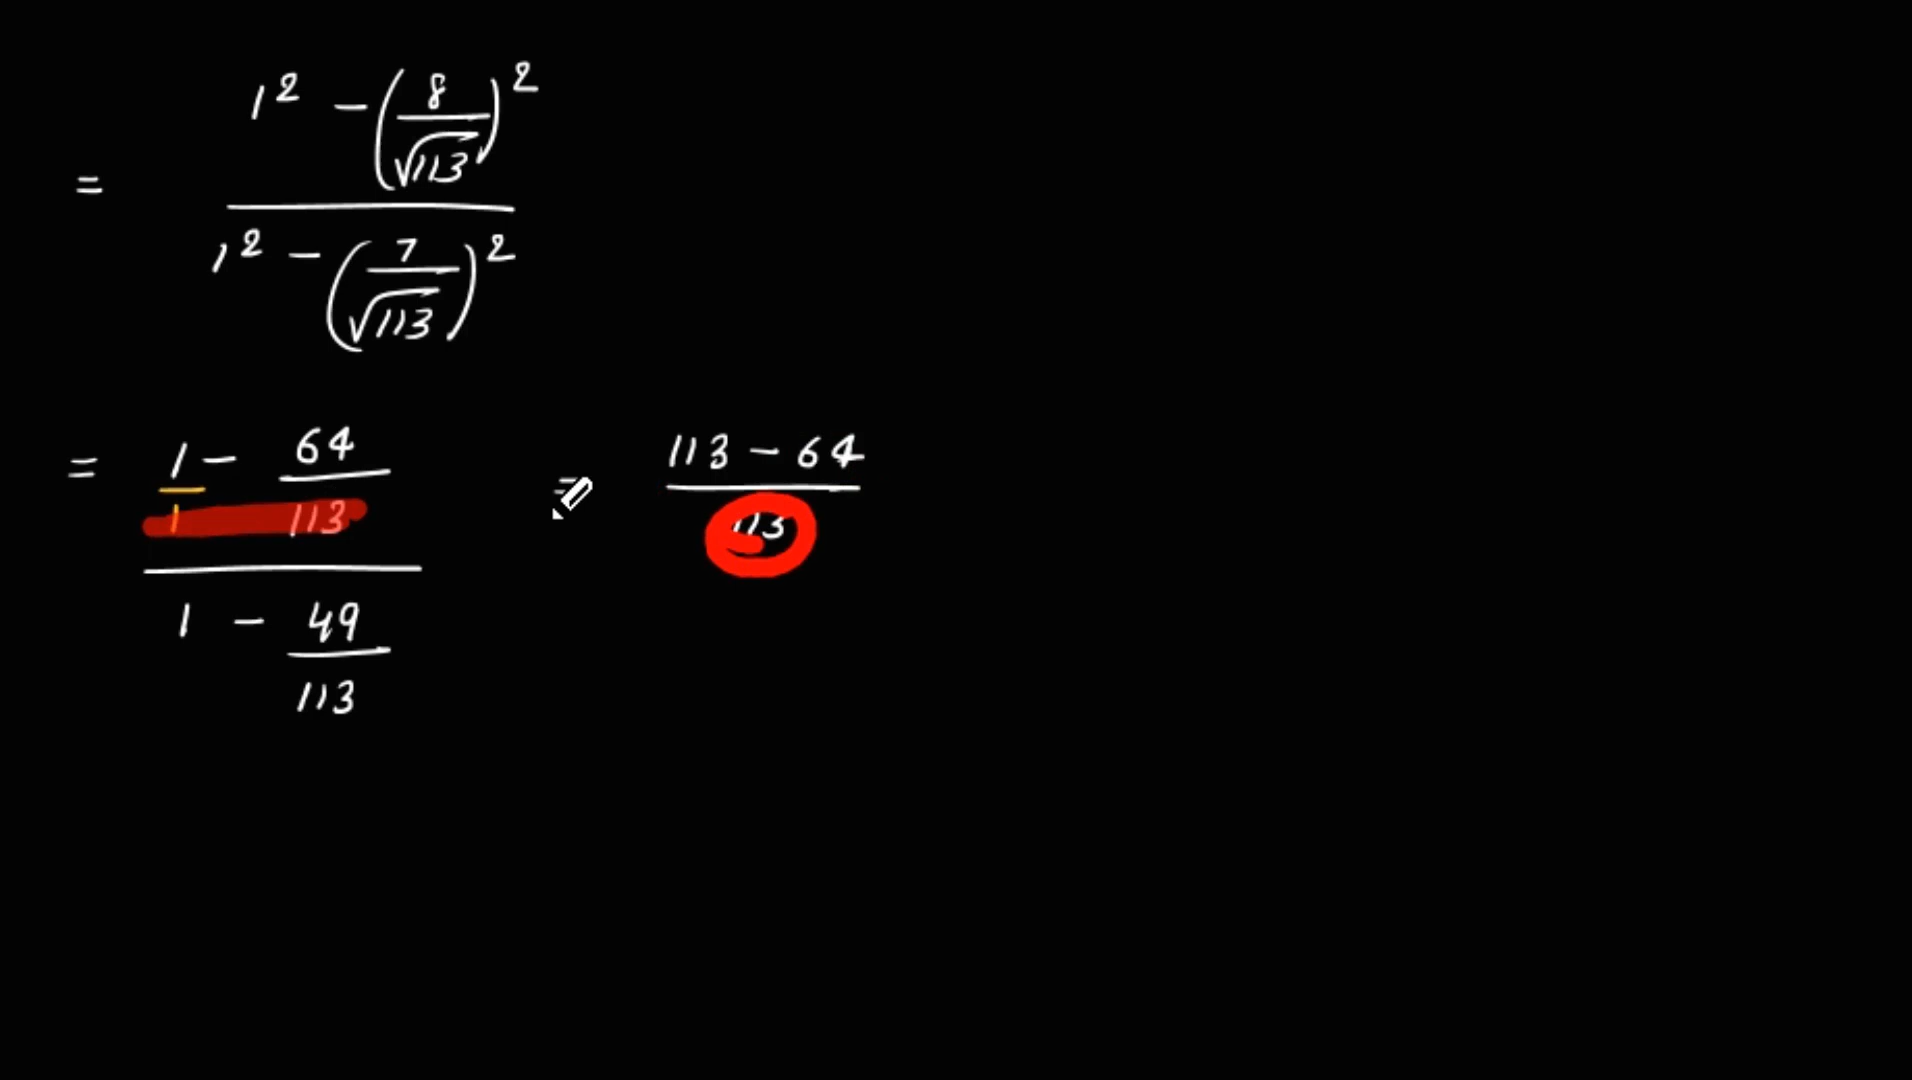 = (1² - (8/√113)²) / (1² - (7/√113)²)
= (1/1 - 64/113) / (1 - 49/113) = (113 - 64) / 113